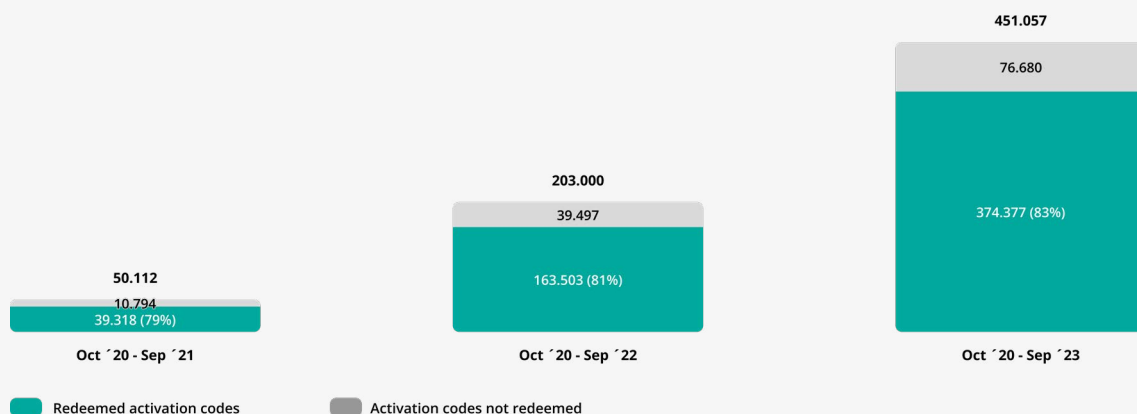 451.057
76.680
374.377 (83%)
203.000
39.497
163.503 (81%)
50.112
10.794
39.318 (79%)
Oct ´20 - Sep ´21
Oct ´20 - Sep ´22
Oct ´20 - Sep ´23
Redeemed activation codes
Activation codes not redeemed